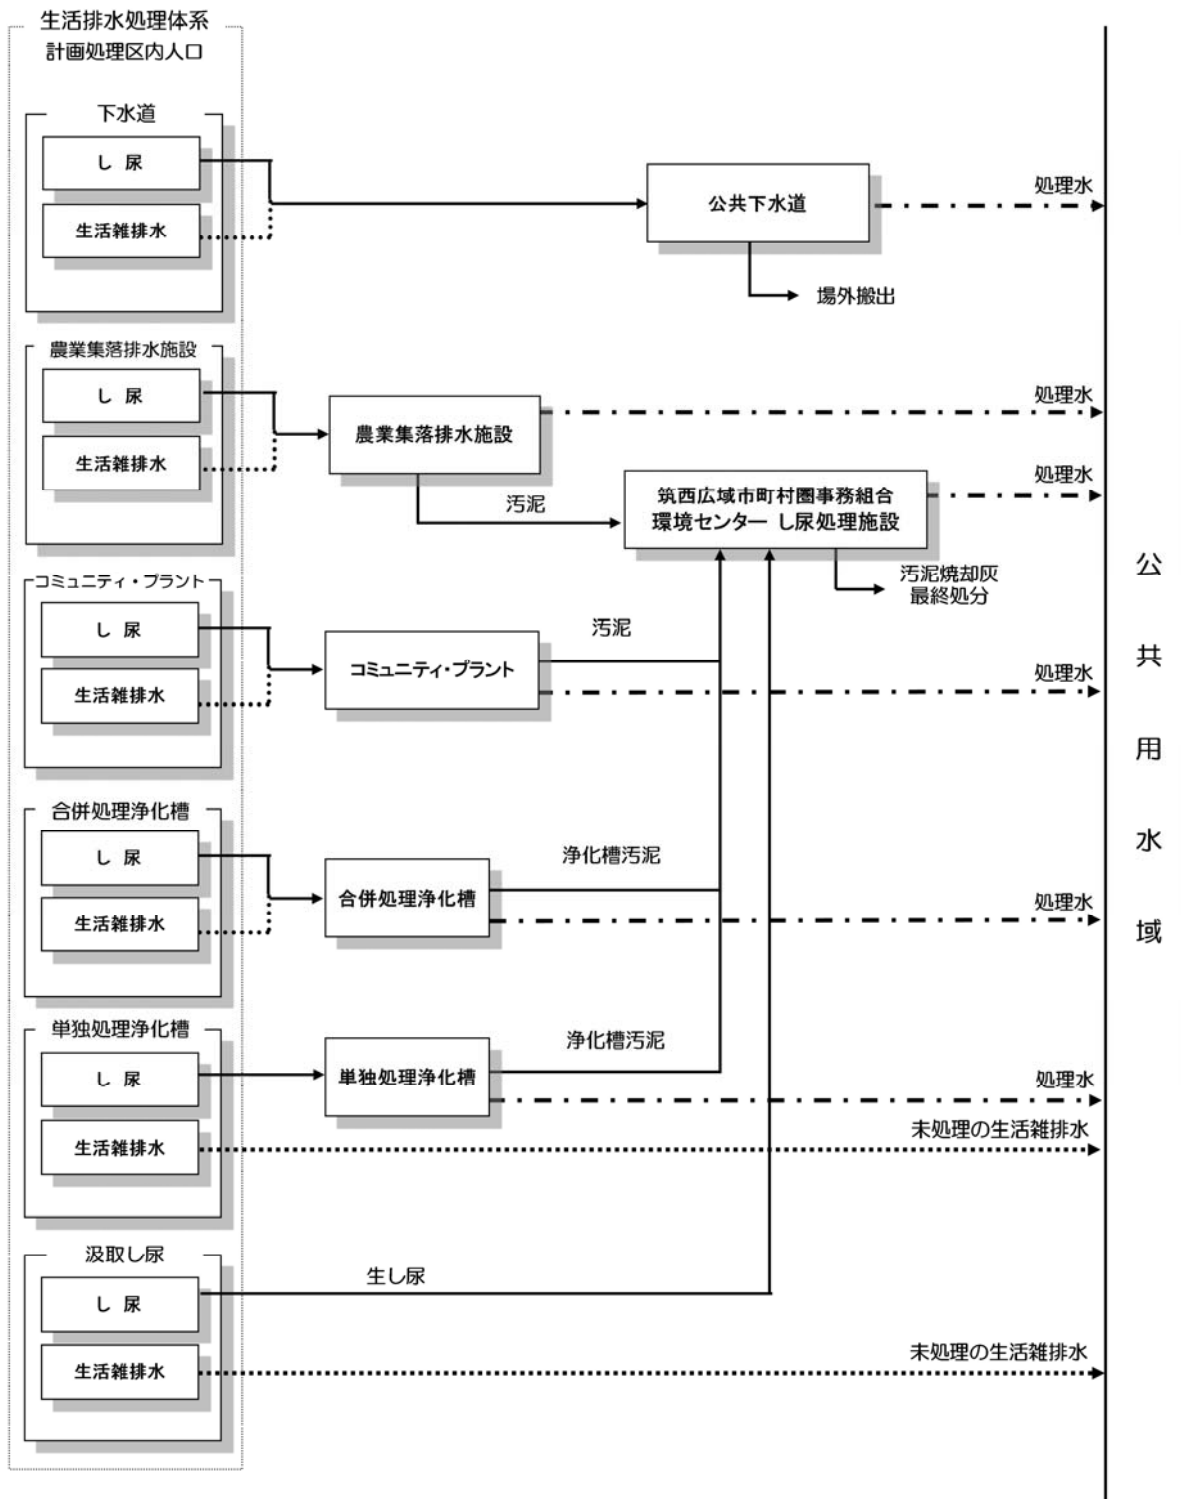 生活排水処理体系
計画処理区内人口
下水道
し 尿
生活雑排水
公共下水道
処理水
場外搬出
農業集落排水施設
し 尿
生活雑排水
農業集落排水施設
処理水
汚泥
筑西広域市町村圏事務組合
環境センター し尿処理施設
処理水
汚泥焼却灰
最終処分
コミュニティ・プラント
し 尿
生活雑排水
コミュニティ・プラント
汚泥
処理水
合併処理浄化槽
し 尿
生活雑排水
合併処理浄化槽
浄化槽汚泥
処理水
単独処理浄化槽
し 尿
生活雑排水
単独処理浄化槽
浄化槽汚泥
処理水
未処理の生活雑排水
汲取し尿
し 尿
生活雑排水
生し尿
未処理の生活雑排水
公共用水域